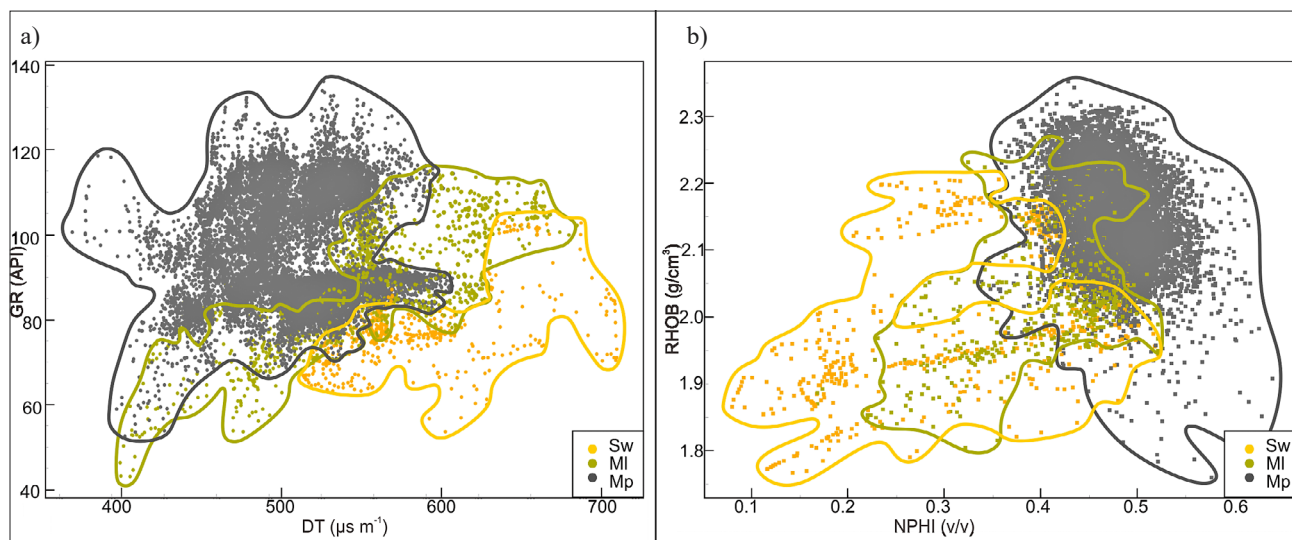 a)
140
120
100
80
60
40
GR (API)
400
500
600
700
DT (µs m⁻¹)
Sw
Ml
Mp
b)
2.3
2.2
2.1
2.0
1.9
1.8
RHOB (g/cm³)
0.1
0.2
0.3
0.4
0.5
0.6
NPHI (v/v)
Sw
Ml
Mp